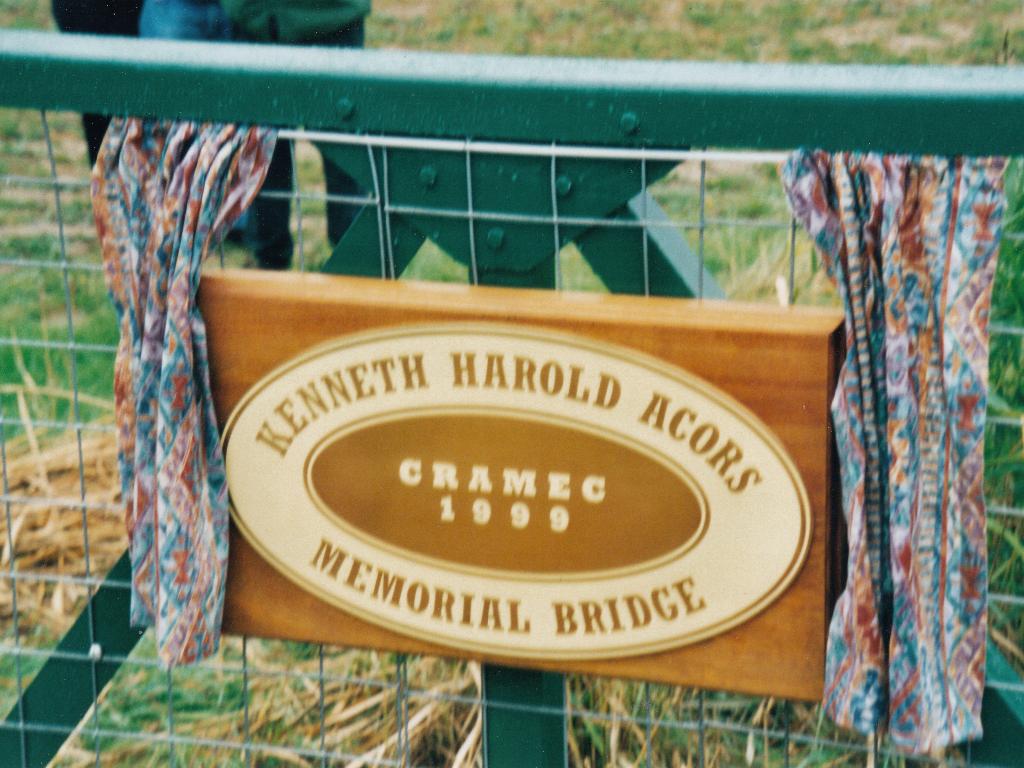 KENNETH HAROLD ACORS
CRAMEC
1999
MEMORIAL BRIDGE